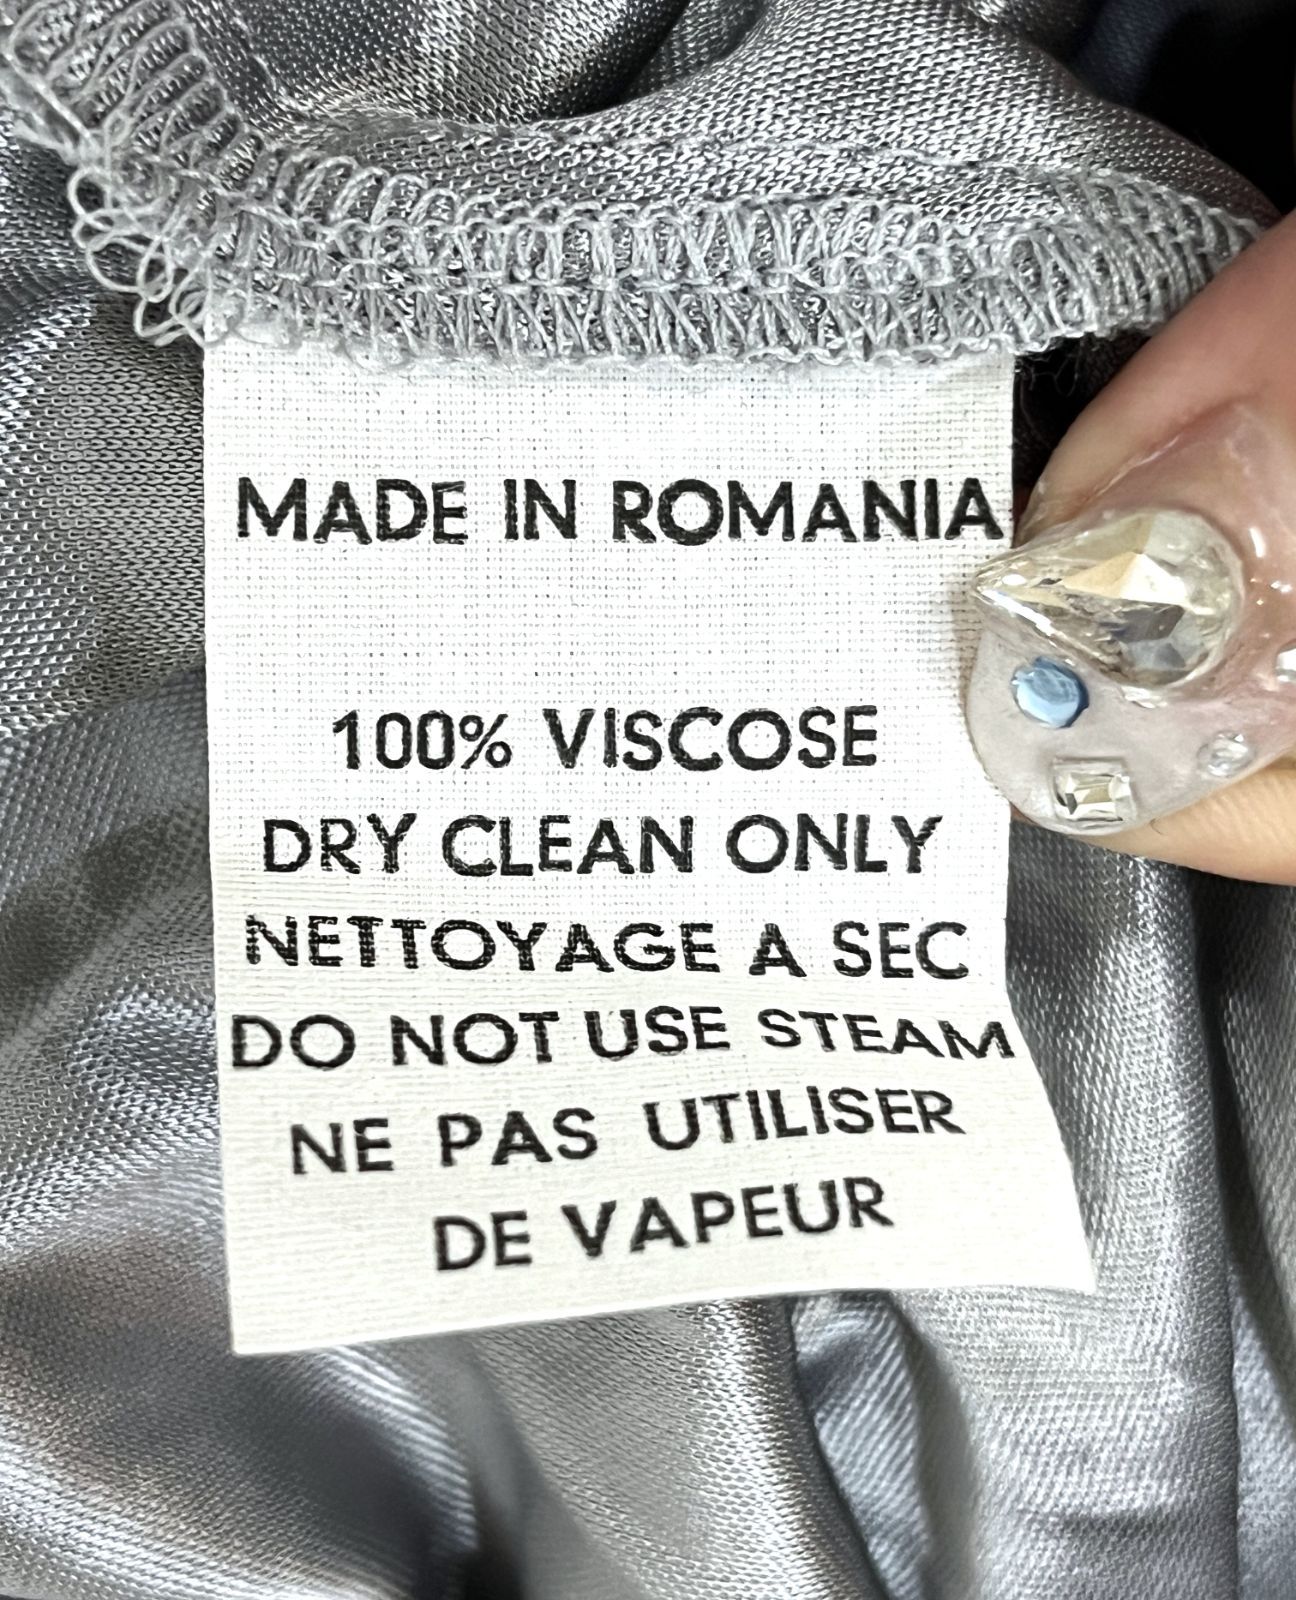 MADE IN ROMANIA
100% VISCOSE
DRY CLEAN ONLY
NETTOYAGE A SEC
DO NOT USE STEAM
NE PAS UTILISER
DE VAPEUR